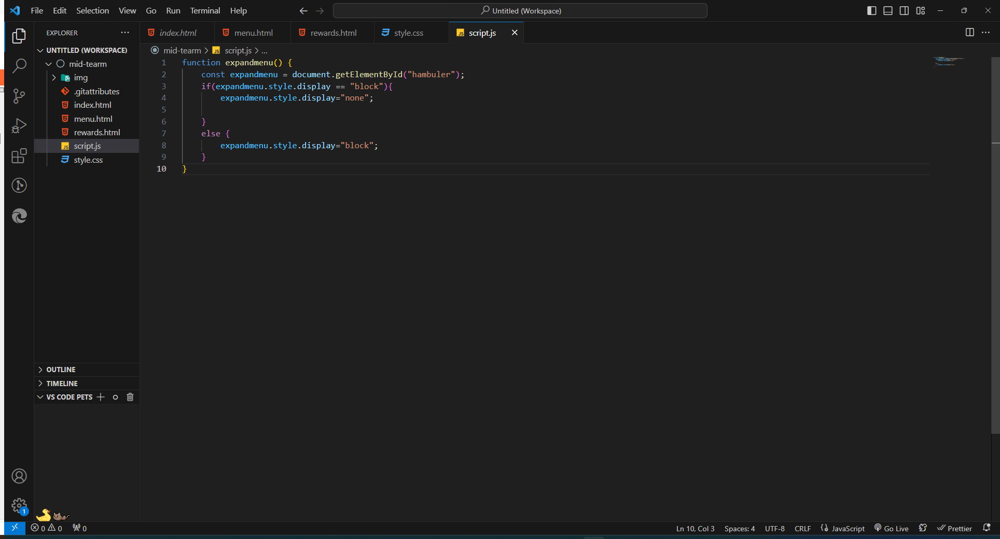 File Edit Selection View Go Run Terminal Help
Untitled (Workspace)
EXPLORER
index.html
menu.html
rewards.html
style.css
JS script.js
UNTITLED (WORKSPACE)
mid-tearm
img
.gitattributes
index.html
menu.html
rewards.html
JS script.js
style.css
mid-tearm > JS script.js > ...
1 function expandmenu() {
2 const expandmenu = document.getElementById("hambuler");
3 if(expandmenu.style.display == "block"){
4 expandmenu.style.display="none";
5
6 }
7 else {
8 expandmenu.style.display="block";
9 }
10 }
OUTLINE
TIMELINE
VS CODE PETS
1
0 0 0
Ln 10, Col 3 Spaces: 4 UTF-8 CRLF JavaScript Go Live Prettier